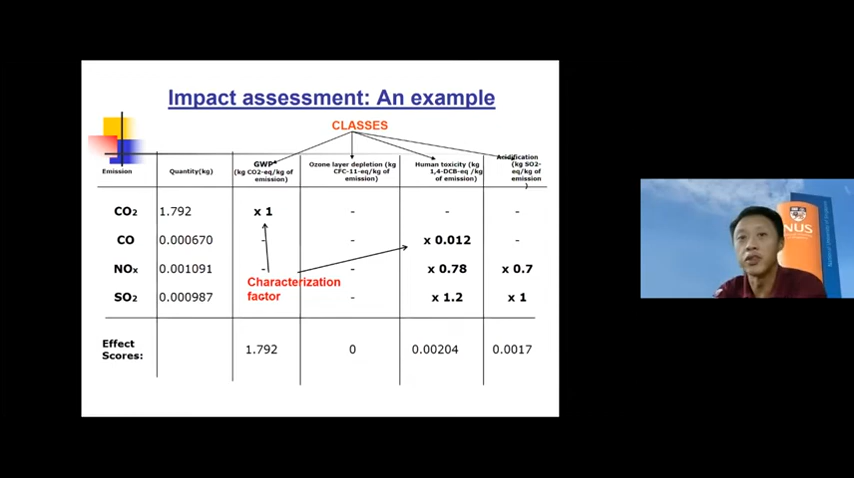 Impact assessment: An example
CLASSES
Emission
Quantity(kg)
GWP
(kg CO2-eq/kg of
emission)
Ozone layer depletion (kg
CFC-11-eq/kg of
emission)
Human toxicity (kg
1,4-DCB-eq /kg
of emission)
Acidification
(kg SO2-
eq/kg of
emission
)
CO2 1.792 x 1 - - -
CO 0.000670 - - x 0.012 -
NOx 0.001091 - - x 0.78 x 0.7
SO2 0.000987 - - x 1.2 x 1
Characterization
factor
Effect
Scores:
1.792 0 0.00204 0.0017
NUS